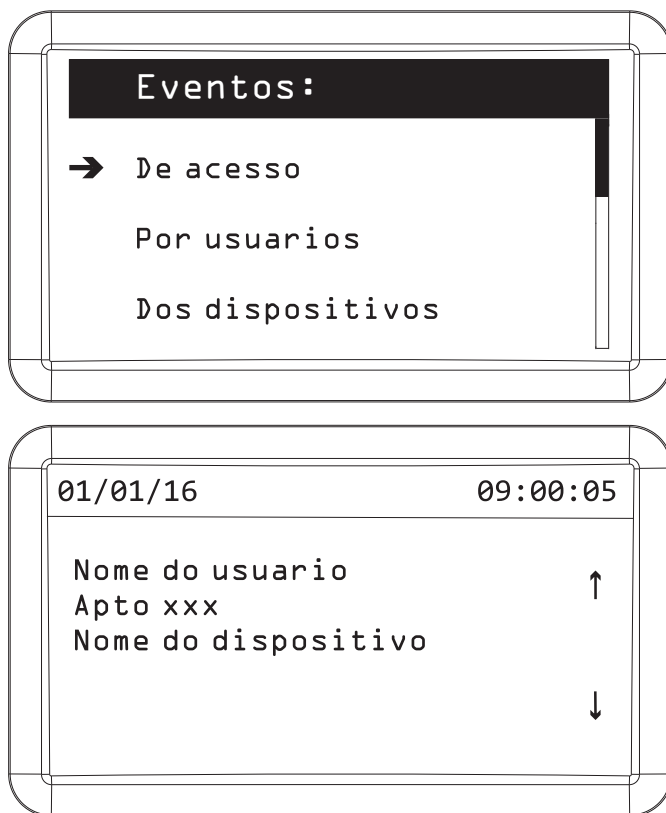 Eventos:
➔ De acesso
Por usuarios
Dos dispositivos
01/01/16 09:00:05
Nome do usuario ↑
Apto xxx
Nome do dispositivo
↓